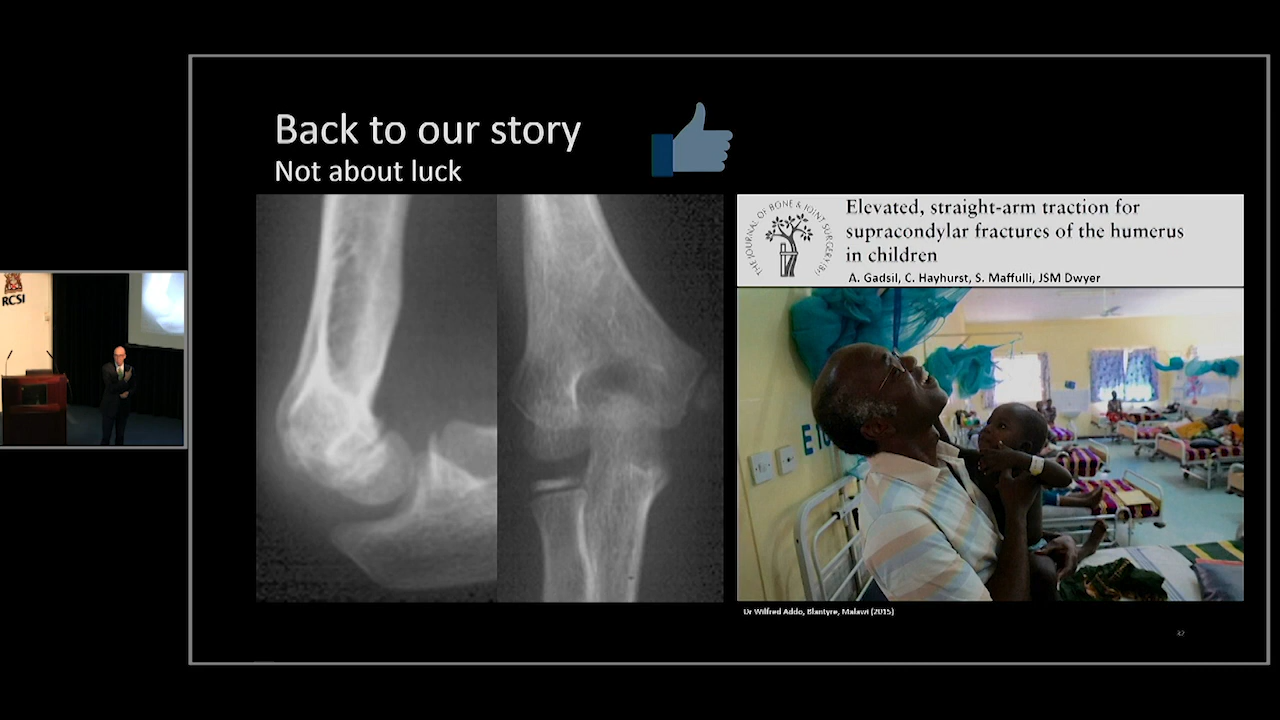 RCSI
Back to our story
Not about luck
THE JOURNAL OF BONE & JOINT SURGERY (Br)
Elevated, straight-arm traction for
supracondylar fractures of the humerus
in children
A. Gadsil, C. Hayhurst, S. Maffulli, JSM Dwyer
Dr Wilfred Addo, Blantyre, Malawi (2015)